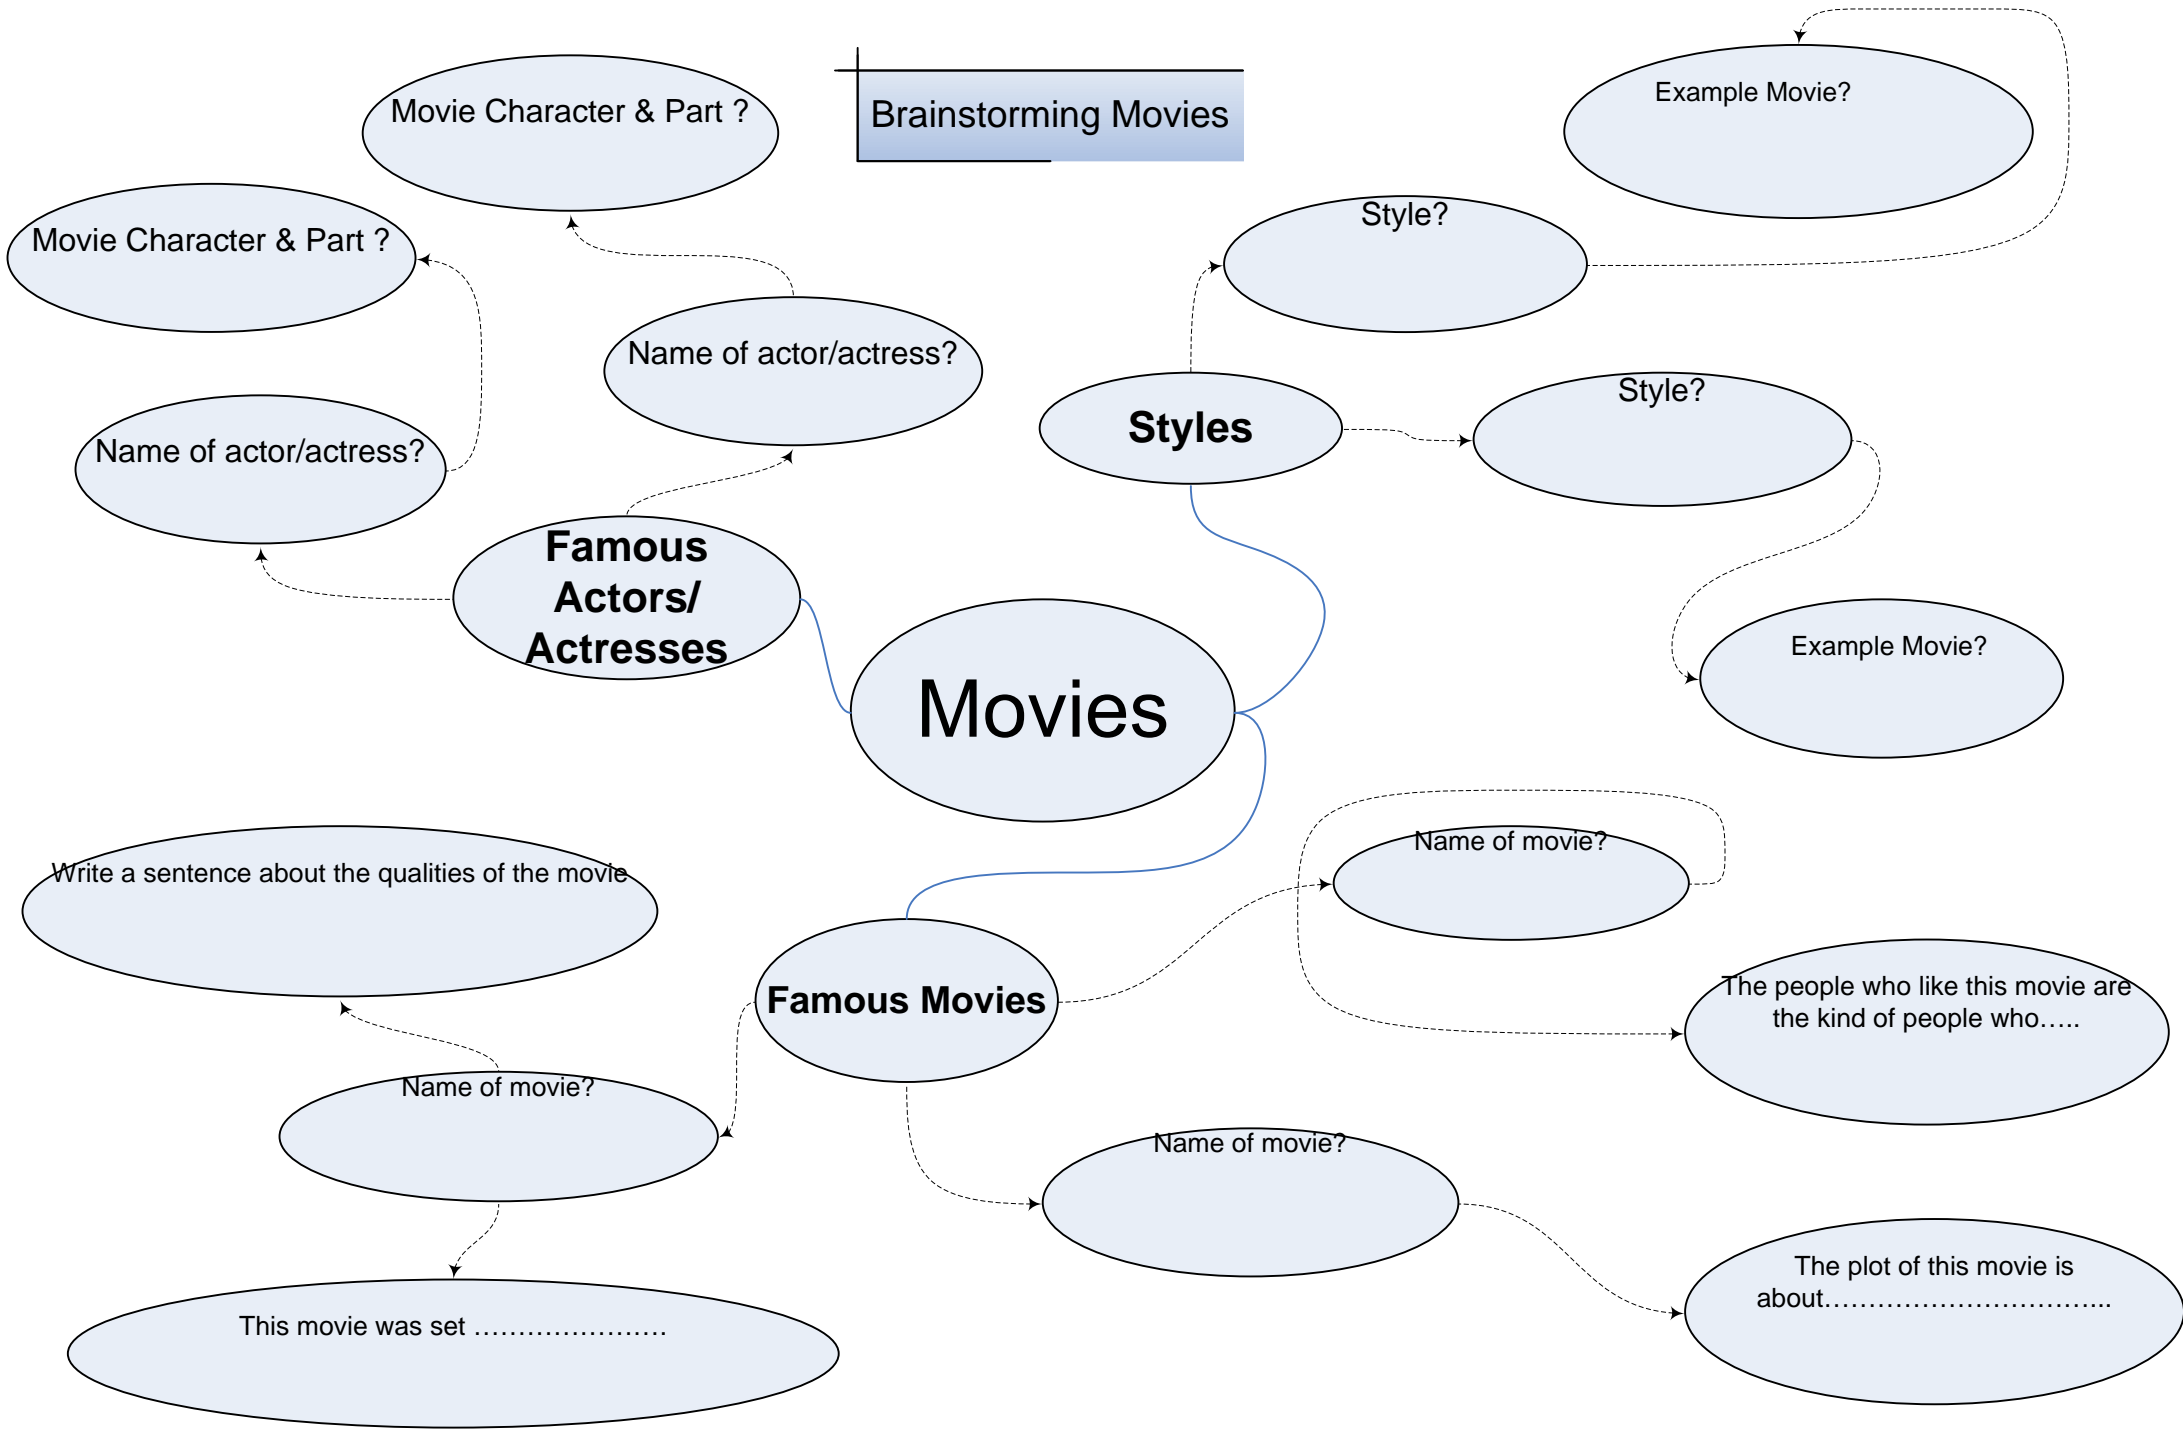 Brainstorming Movies
Movie Character & Part ?
Example Movie?
Movie Character & Part ?
Style?
Name of actor/actress?
Style?
Styles
Name of actor/actress?
Famous
Actors/
Actresses
Example Movie?
Movies
Name of movie?
Write a sentence about the qualities of the movie
The people who like this movie are
the kind of people who…..
Famous Movies
Name of movie?
Name of movie?
The plot of this movie is
about…………………………...
This movie was set ………………….